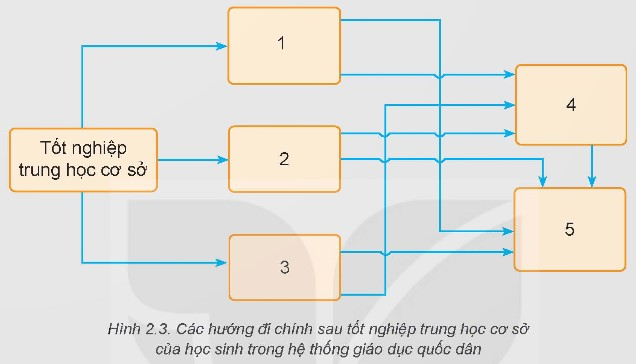 1
4
Tốt nghiệp
trung học cơ sở
2
5
3
Hình 2.3. Các hướng đi chính sau tốt nghiệp trung học cơ sở
của học sinh trong hệ thống giáo dục quốc dân